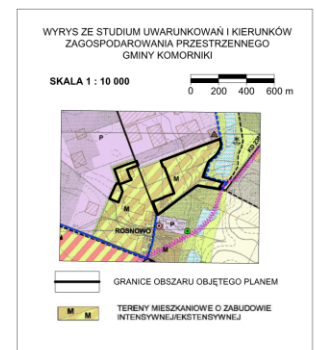 WYRYS ZE STUDIUM UWARUNKOWAŃ I KIERUNKÓW
ZAGOSPODAROWANIA PRZESTRZENNEGO
GMINY KOMORNIKI
SKALA 1 : 10 000
0 200 400 600 m
P
M
M
P
ROSNOWO
M
GRANICE OBSZARU OBJĘTEGO PLANEM
M M
TERENY MIESZKANIOWE O ZABUDOWIE
INTENSYWNEJ/EKSTENSYWNEJ